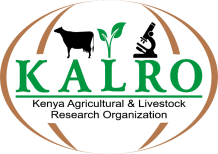 KALRO
Kenya Agricultural & Livestock
Research Organization